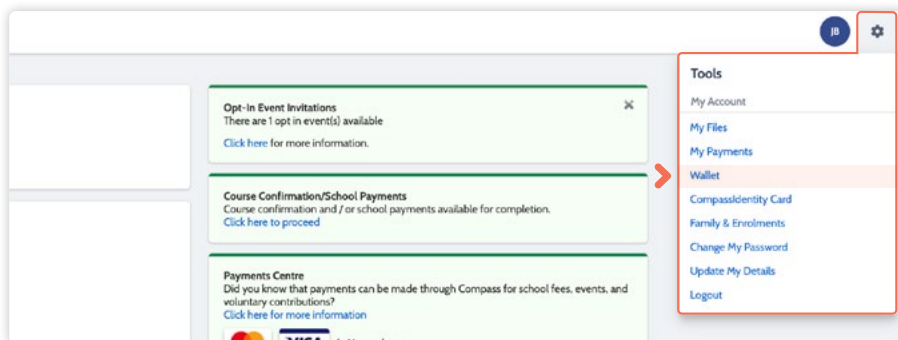 JB
Tools
My Account
My Files
My Payments
Wallet
CompassIdentity Card
Family & Enrolments
Change My Password
Update My Details
Logout
Opt-in Event Invitations
There are 1 opt in event(s) available
Click here for more information.
Course Confirmation/School Payments
Course confirmation and / or school payments available for completion.
Click here to proceed
Payments Centre
Did you know that payments can be made through Compass for school fees, events, and
voluntary contributions?
Click here for more information
VISA